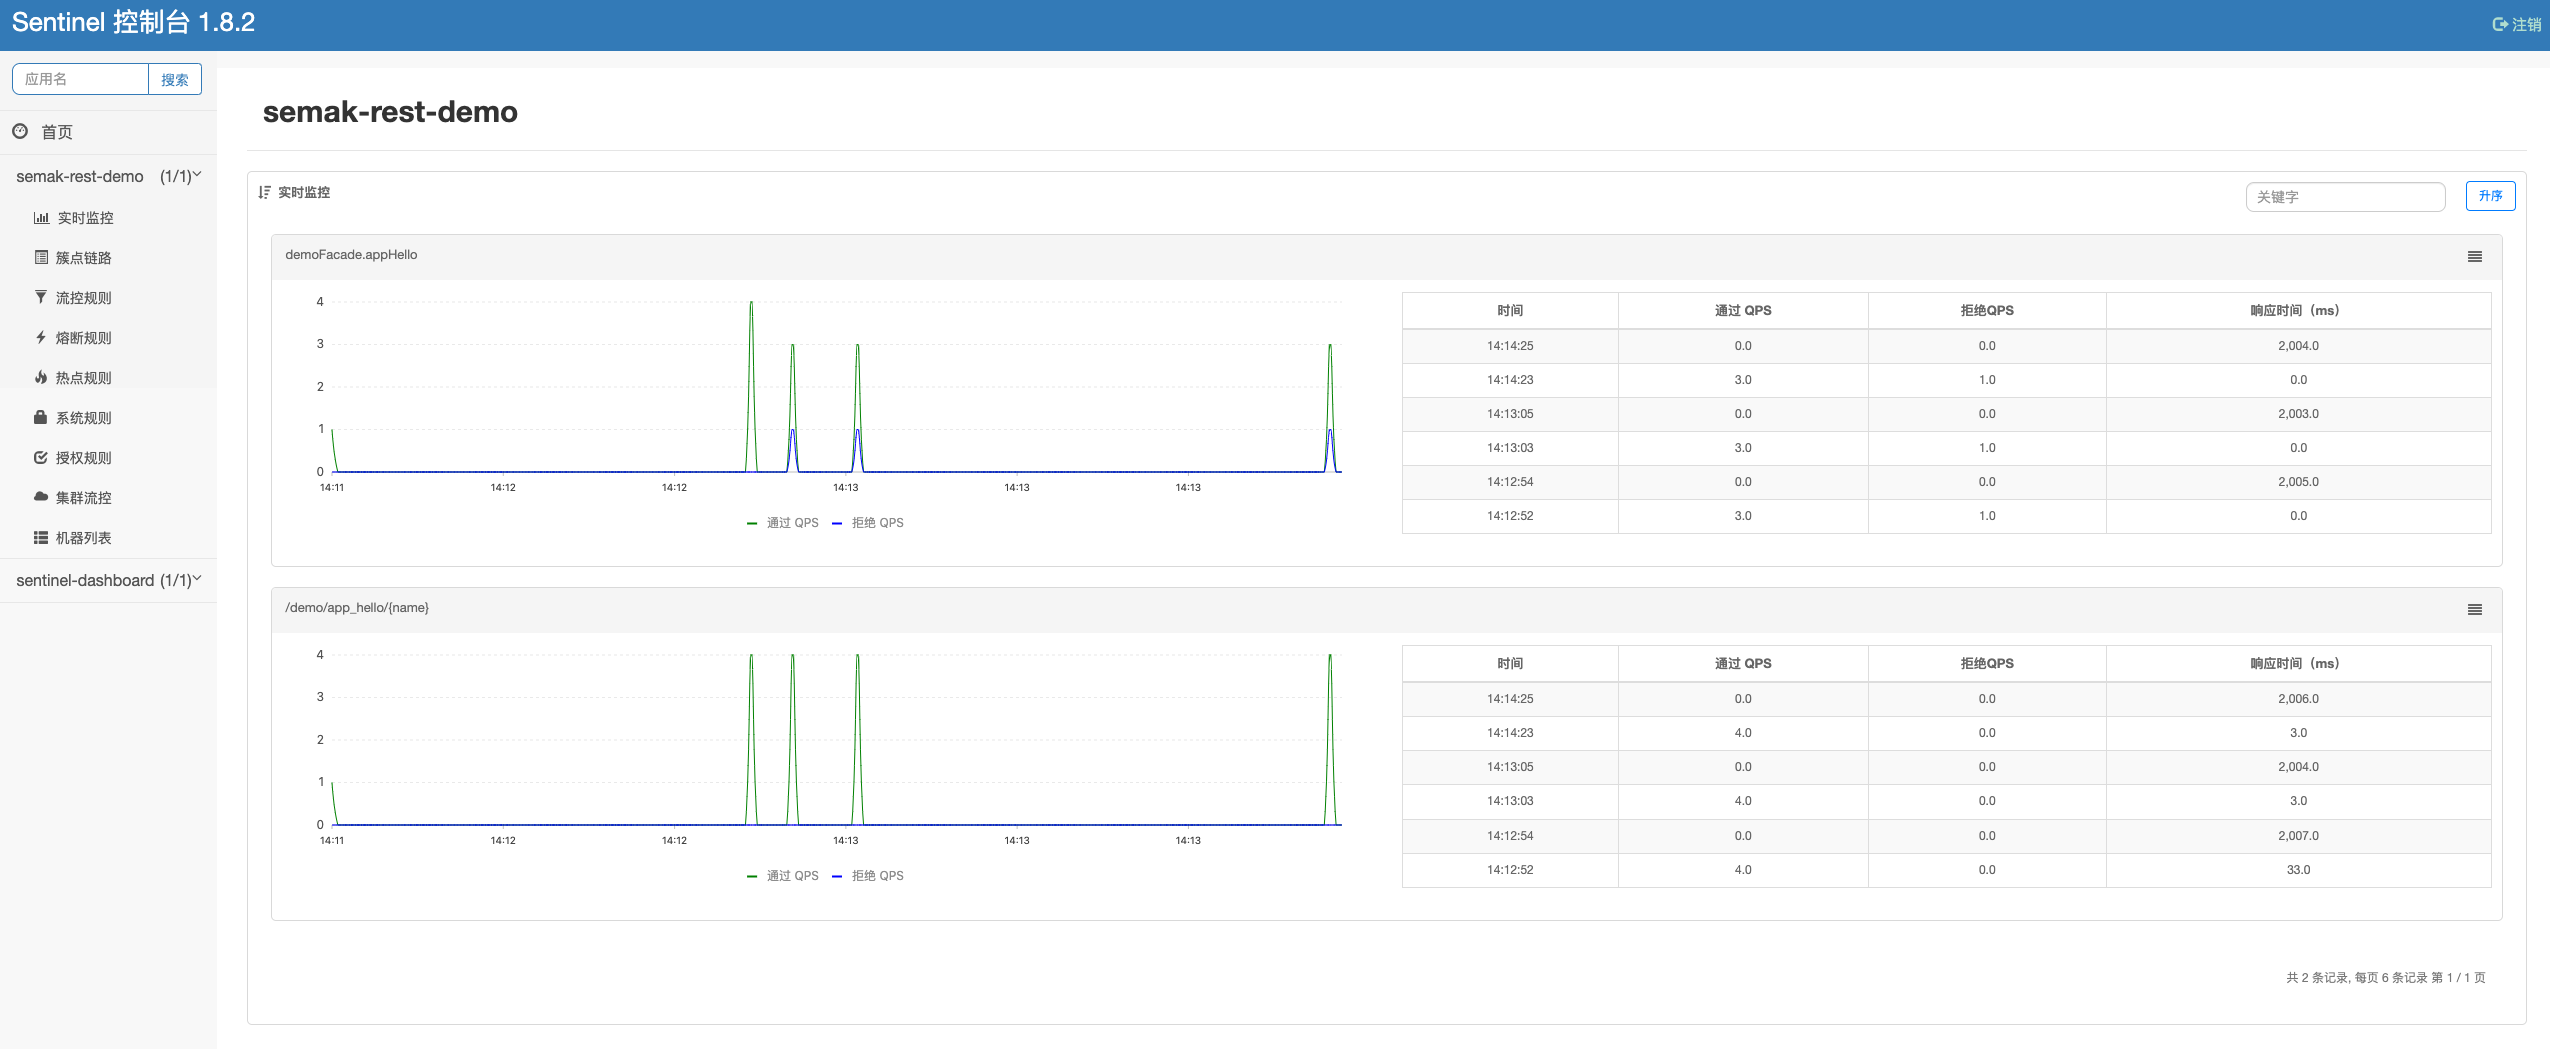 Sentinel 控制台 1.8.2
注销
应用名 搜索
首页
semak-rest-demo (1/1)
实时监控
簇点链路
流控规则
熔断规则
热点规则
系统规则
授权规则
集群流控
机器列表
sentinel-dashboard (1/1)
semak-rest-demo
实时监控
关键字 升序
demoFacade.appHello
4
3
2
1
0
14:11 14:12 14:12 14:13 14:13 14:13
通过 QPS 拒绝 QPS
时间 通过 QPS 拒绝QPS 响应时间（ms）
14:14:25 0.0 0.0 2,004.0
14:14:23 3.0 1.0 0.0
14:13:05 0.0 0.0 2,003.0
14:13:03 3.0 1.0 0.0
14:12:54 0.0 0.0 2,005.0
14:12:52 3.0 1.0 0.0
/demo/app_hello/{name}
4
3
2
1
0
14:11 14:12 14:12 14:13 14:13 14:13
通过 QPS 拒绝 QPS
时间 通过 QPS 拒绝QPS 响应时间（ms）
14:14:25 0.0 0.0 2,006.0
14:14:23 4.0 0.0 3.0
14:13:05 0.0 0.0 2,004.0
14:13:03 4.0 0.0 3.0
14:12:54 0.0 0.0 2,007.0
14:12:52 4.0 0.0 33.0
共 2 条记录, 每页 6 条记录 第 1 / 1 页